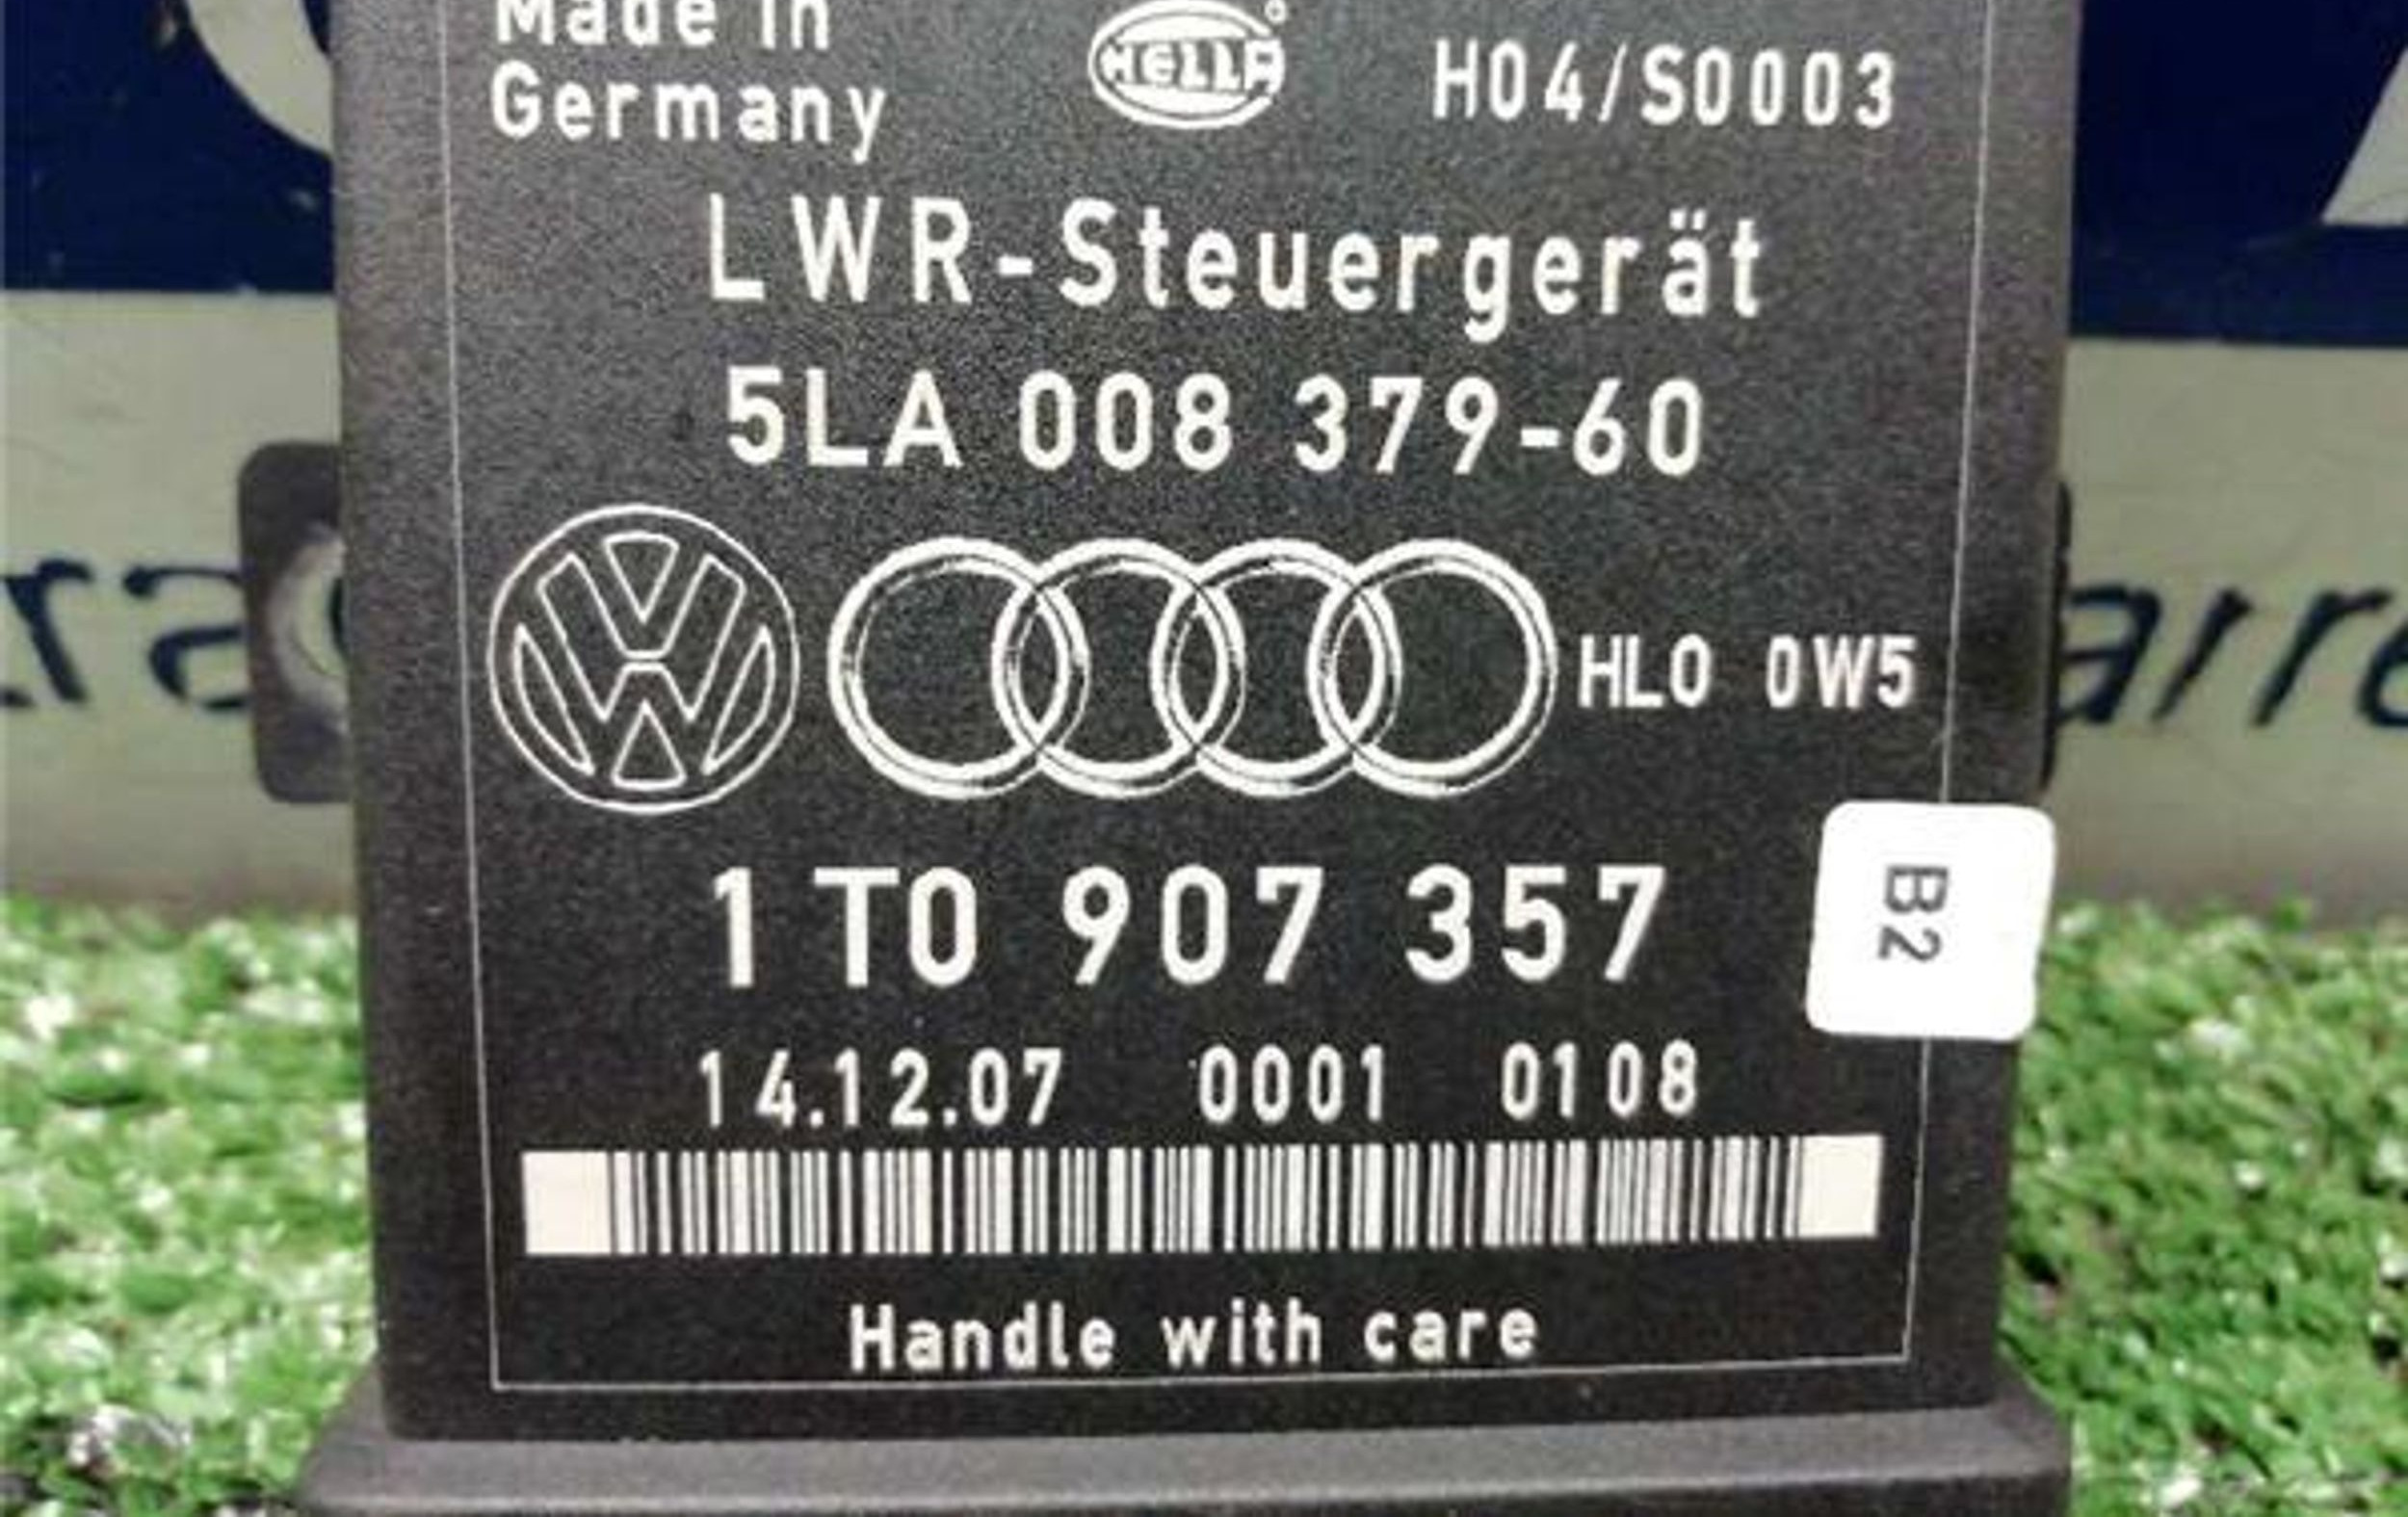 Made in
Germany
HELLA
H04/S0003
LWR-Steuergerät
5LA 008 379-60
HL0 0W5
1T0 907 357
B2
14.12.07 0001 0108
Handle with care